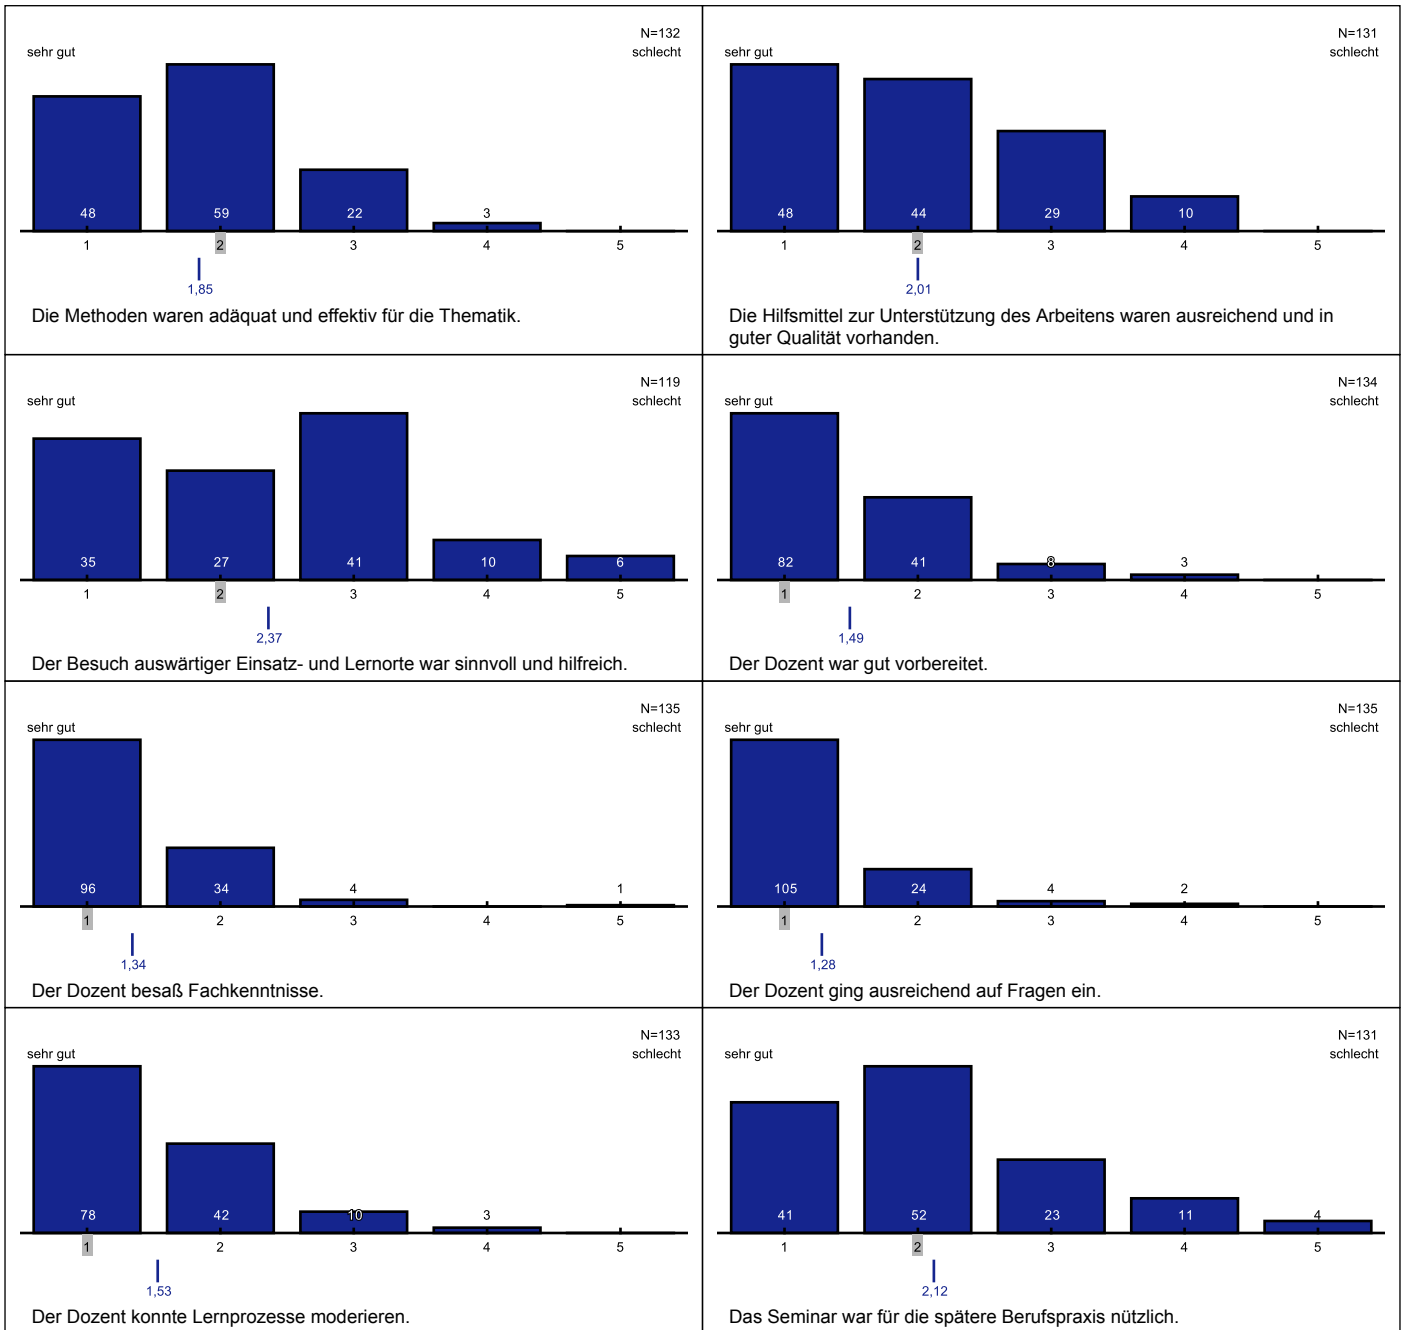 N=132
sehr gut
schlecht
48
59
22
3
1
2
3
4
5
1,85
Die Methoden waren adäquat und effektiv für die Thematik.
N=131
sehr gut
schlecht
48
44
29
10
1
2
3
4
5
2,01
Die Hilfsmittel zur Unterstützung des Arbeitens waren ausreichend und in
guter Qualität vorhanden.
N=119
sehr gut
schlecht
35
27
41
10
6
1
2
3
4
5
2,37
Der Besuch auswärtiger Einsatz- und Lernorte war sinnvoll und hilfreich.
N=134
sehr gut
schlecht
82
41
8
3
1
2
3
4
5
1,49
Der Dozent war gut vorbereitet.
N=135
sehr gut
schlecht
96
34
4
1
1
2
3
4
5
1,34
Der Dozent besaß Fachkenntnisse.
N=135
sehr gut
schlecht
105
24
4
2
1
2
3
4
5
1,28
Der Dozent ging ausreichend auf Fragen ein.
N=133
sehr gut
schlecht
78
42
10
3
1
2
3
4
5
1,53
Der Dozent konnte Lernprozesse moderieren.
N=131
sehr gut
schlecht
41
52
23
11
4
1
2
3
4
5
2,12
Das Seminar war für die spätere Berufspraxis nützlich.